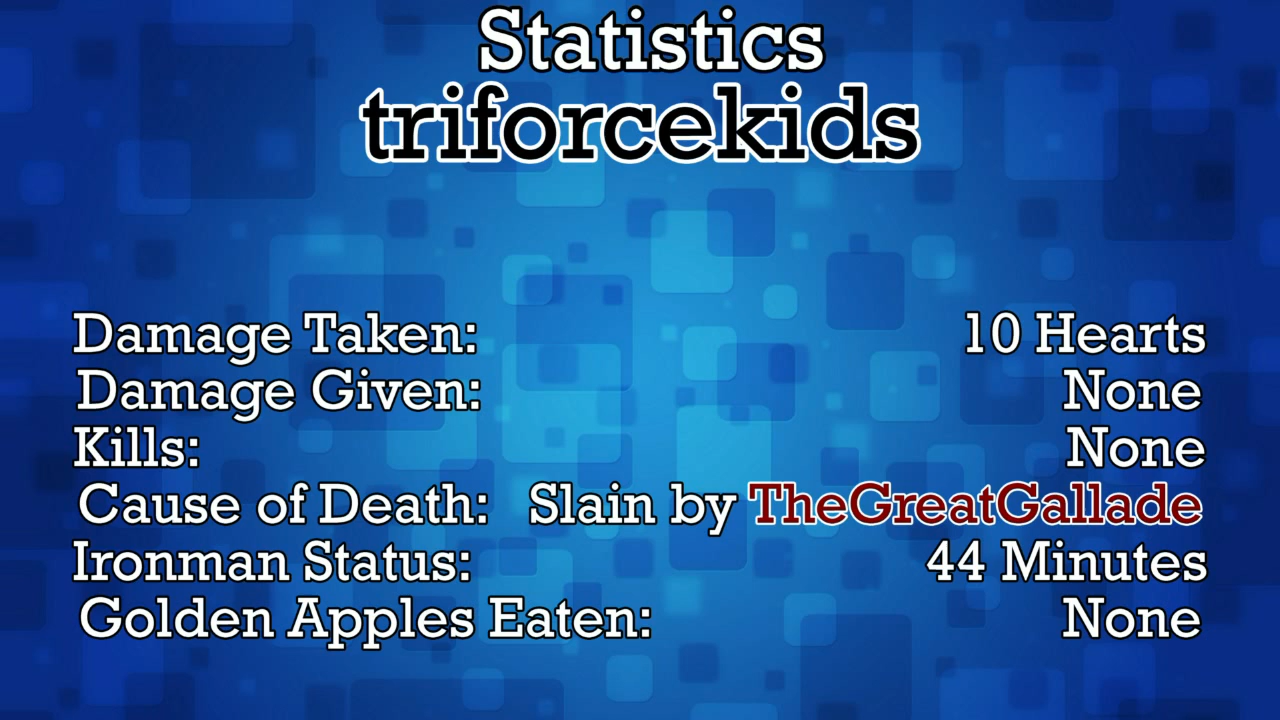 Statistics
triforcekids
Damage Taken: 10 Hearts
Damage Given: None
Kills: None
Cause of Death: Slain by TheGreatGallade
Ironman Status: 44 Minutes
Golden Apples Eaten: None